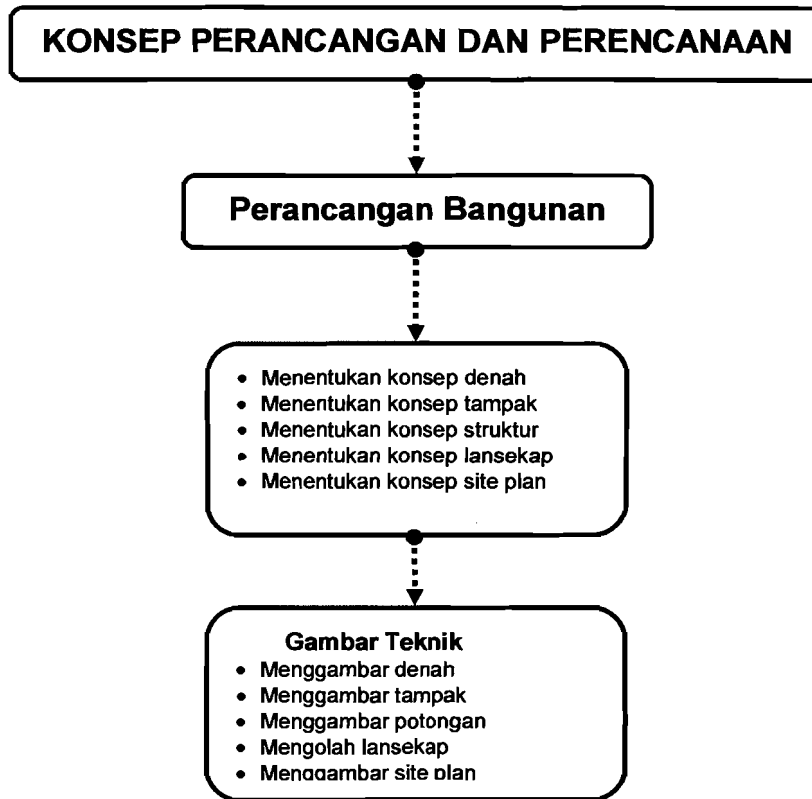 KONSEP PERANCANGAN DAN PERENCANAAN
Perancangan Bangunan
• Menentukan konsep denah
• Menentukan konsep tampak
• Menentukan konsep struktur
• Menentukan konsep lansekap
• Menentukan konsep site plan
Gambar Teknik
• Menggambar denah
• Menggambar tampak
• Menggambar potongan
• Mengolah lansekap
• Menggambar site plan